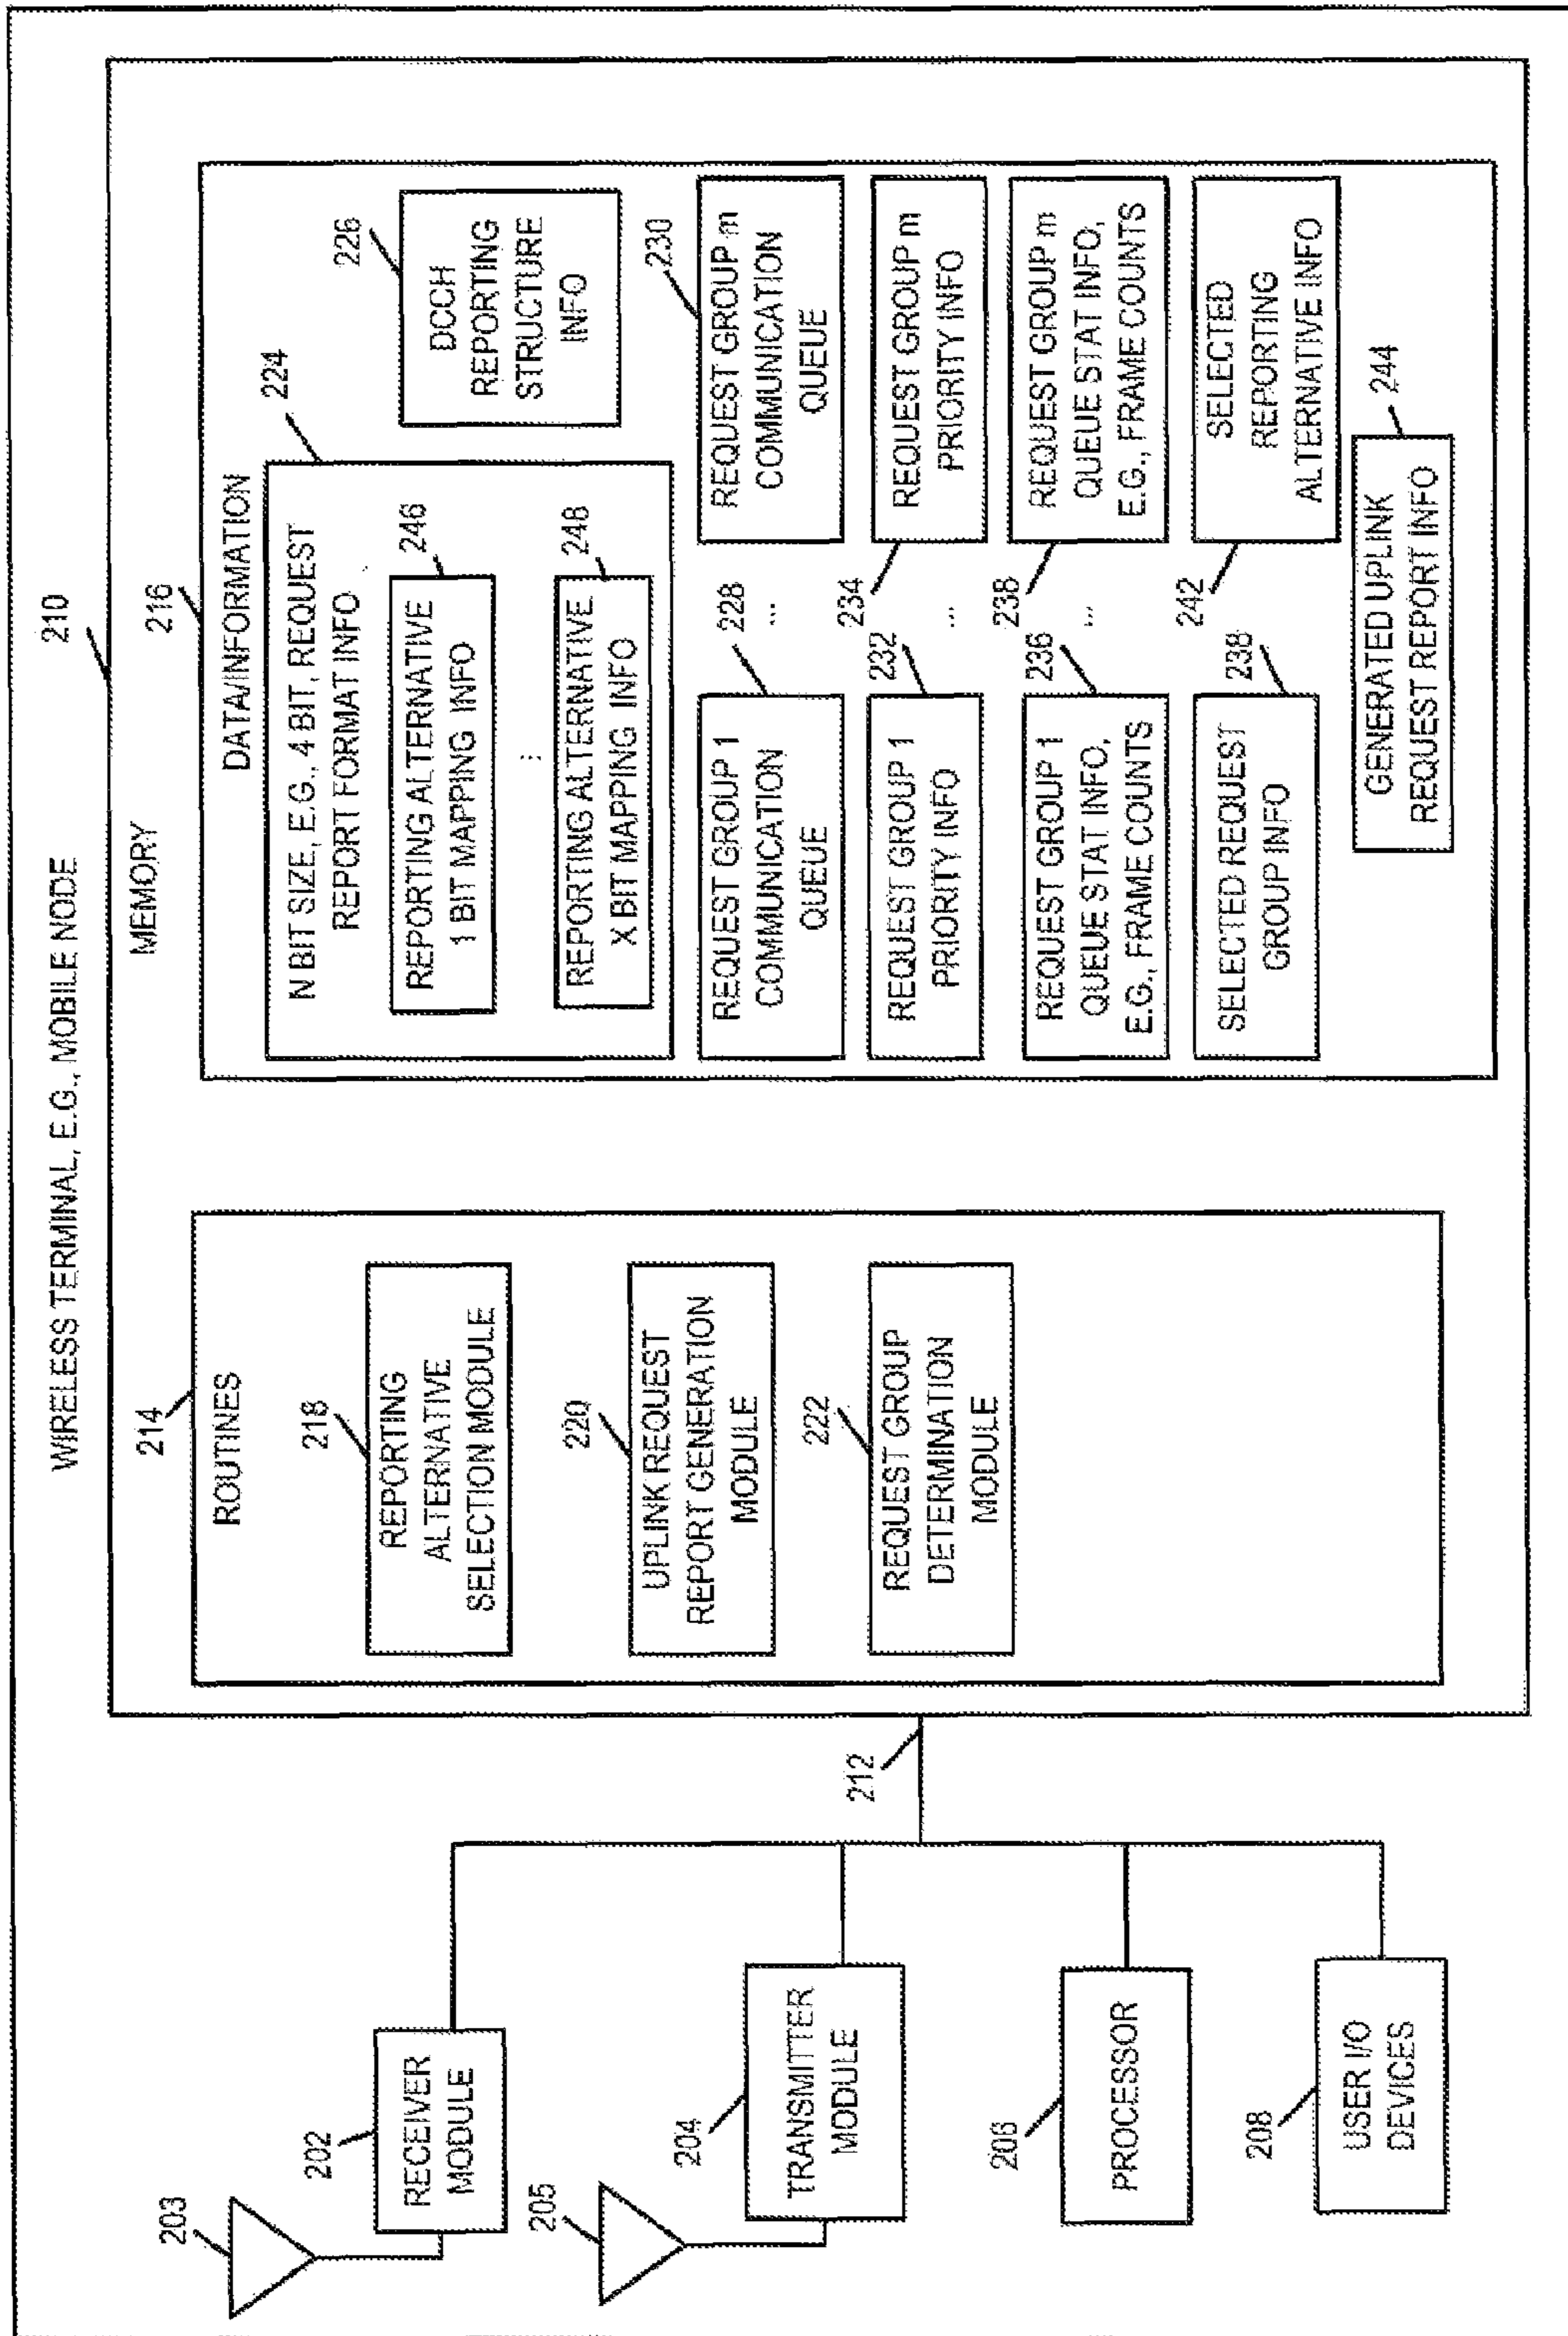 WIRELESS TERMINAL, E.G., MOBILE NODE
210
MEMORY
203
202
RECEIVER
MODULE
205
204
TRANSMITTER
MODULE
206
PROCESSOR
208
USER I/O
DEVICES
212
214
ROUTINES
218
REPORTING
ALTERNATIVE
SELECTION MODULE
220
UPLINK REQUEST
REPORT GENERATION
MODULE
222
REQUEST GROUP
DETERMINATION
MODULE
216
DATA/INFORMATION
224
N BIT SIZE, E.G., 4 BIT, REQUEST
REPORT FORMAT INFO
246
REPORTING ALTERNATIVE
1 BIT MAPPING INFO
⋮
248
REPORTING ALTERNATIVE
X BIT MAPPING INFO
226
DCCH
REPORTING
STRUCTURE
INFO
228
REQUEST GROUP 1
COMMUNICATION
QUEUE
...
230
REQUEST GROUP m
COMMUNICATION
QUEUE
232
REQUEST GROUP 1
PRIORITY INFO
...
234
REQUEST GROUP m
PRIORITY INFO
236
REQUEST GROUP 1
QUEUE STAT INFO,
E.G., FRAME COUNTS
...
238
REQUEST GROUP m
QUEUE STAT INFO,
E.G., FRAME COUNTS
238
SELECTED REQUEST
GROUP INFO
242
SELECTED
REPORTING
ALTERNATIVE INFO
244
GENERATED UPLINK
REQUEST REPORT INFO